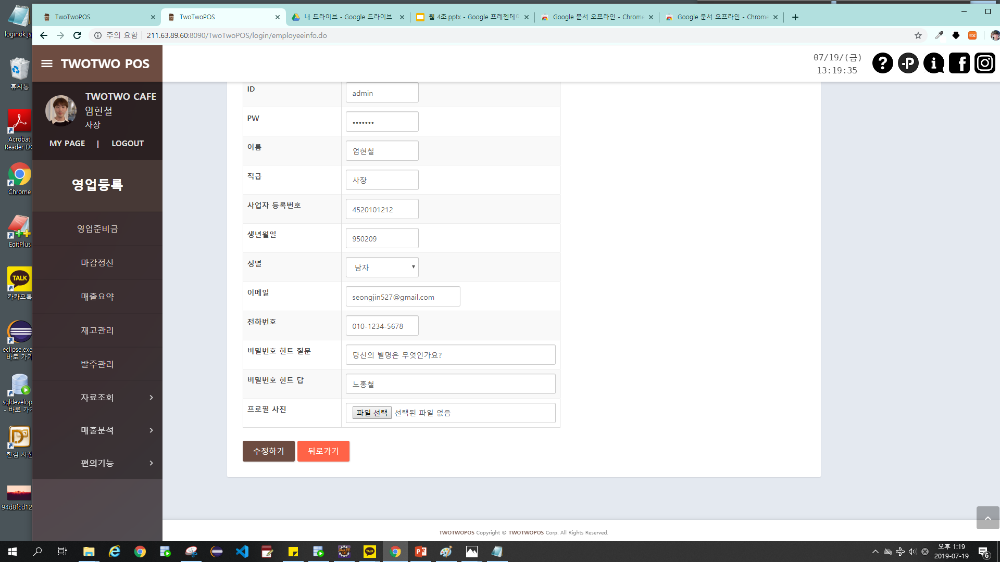 TwoTwoPOS
TwoTwoPOS
내 드라이브 - Google 드라이브
웹 4조.pptx - Google 프레젠테이
Google 문서 오프라인 - Chrome
Google 문서 오프라인 - Chrome
주의 요함 | 211.63.89.60:8090/TwoTwoPOS/login/employeeinfo.do
TWOTWO POS
07/19/(금)
13:19:35
TWOTWO CAFE
엄현철
사장
MY PAGE | LOGOUT
영업등록
영업준비금
마감정산
매출요약
재고관리
발주관리
자료조회
매출분석
편의기능
ID admin
PW •••••••
이름 엄현철
직급 사장
사업자 등록번호 4520101212
생년월일 950209
성별 남자
이메일 seongjin527@gmail.com
전화번호 010-1234-5678
비밀번호 힌트 질문 당신의 별명은 무엇인가요?
비밀번호 힌트 답 노홍철
프로필 사진 파일 선택 선택된 파일 없음
수정하기 뒤로가기
TWOTWOPOS Copyright © TWOTWOPOS Corp. All Rights Reserved.
loginok.js
휴지통
Acrobat
Reader DC
Chrome
EditPlus
TALK
카카오톡
eclipse.exe
바로 가기
sqldevelop
- 바로 가기
한컴 사전
94d8fcd12
TALK
오후 1:19
2019-07-19
6